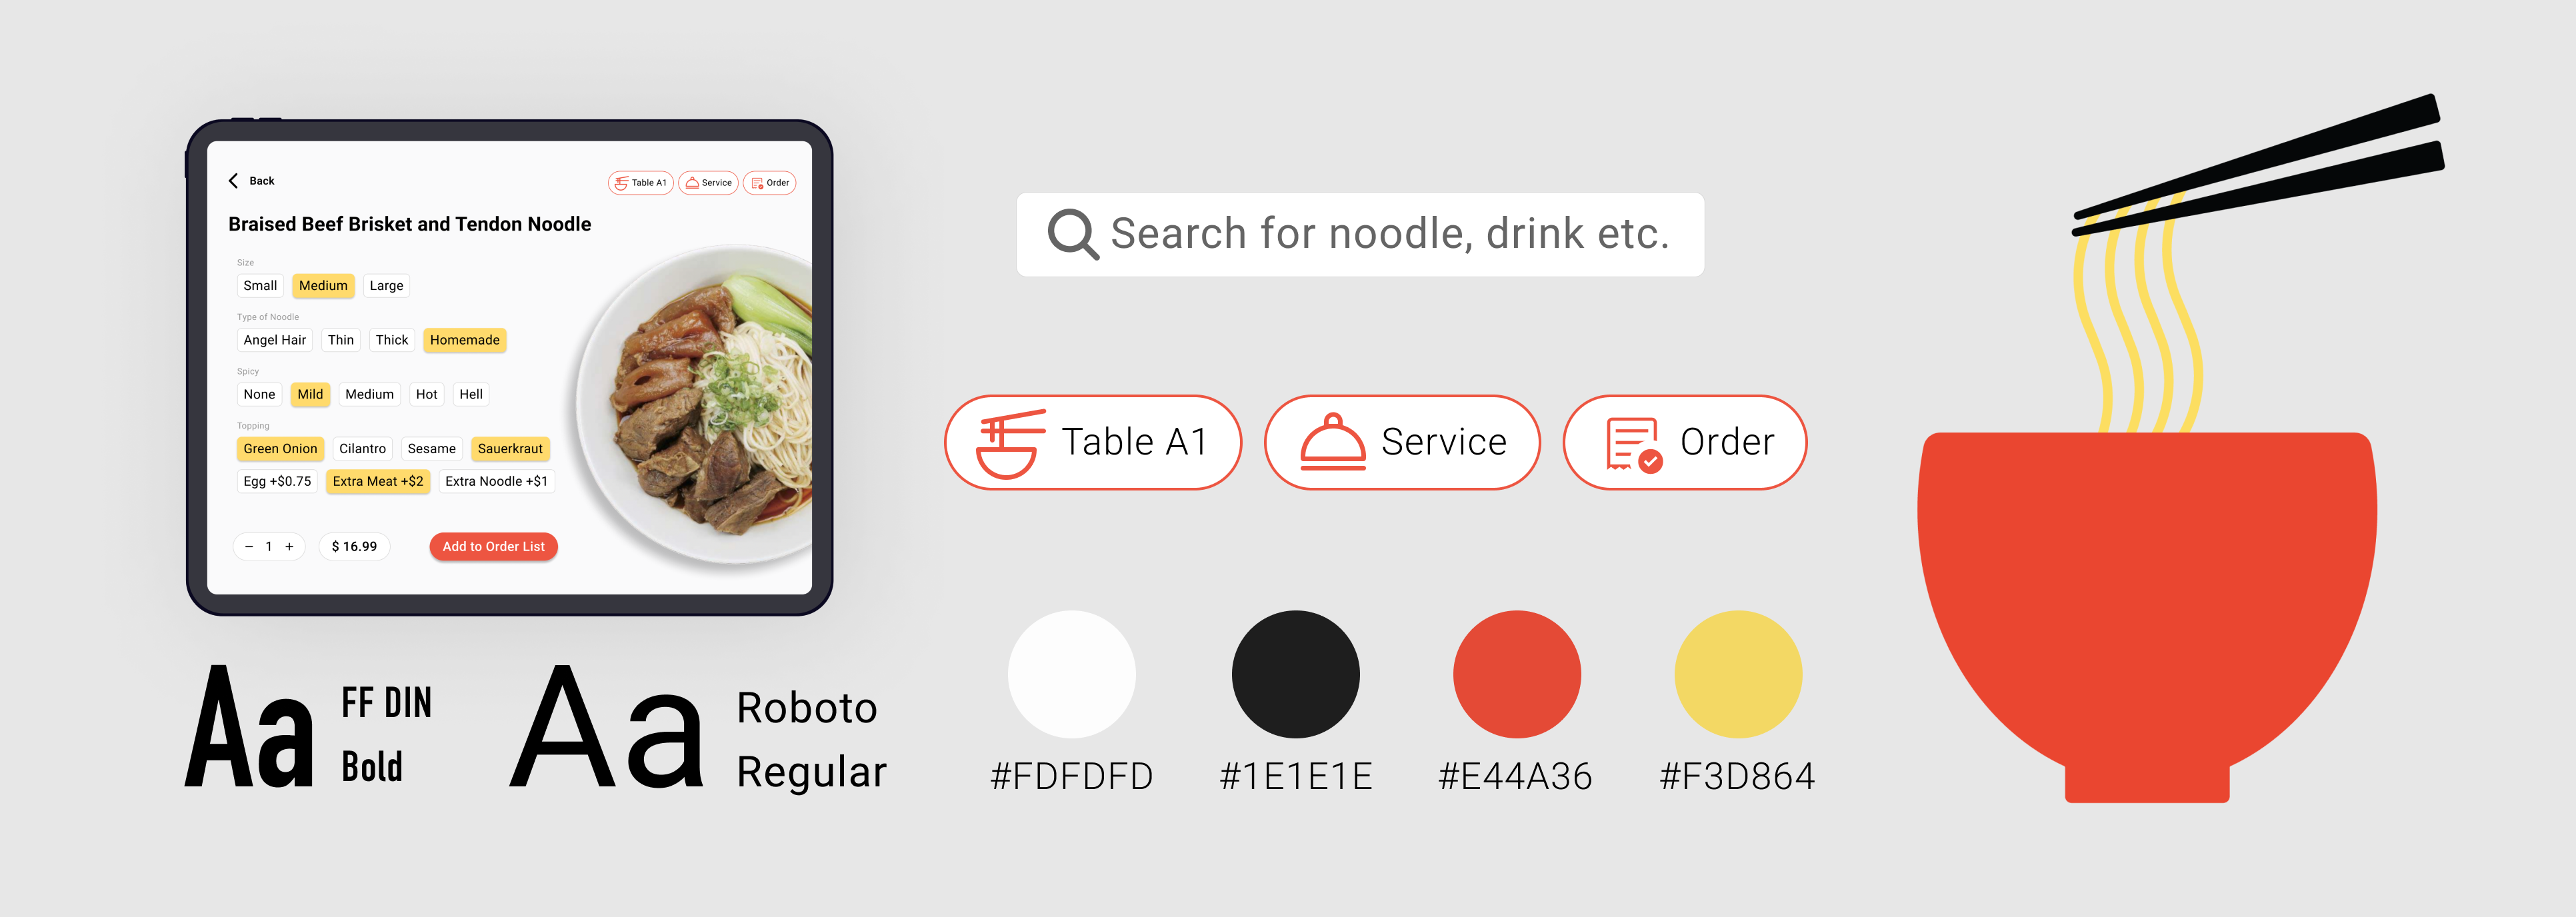 Back
Table A1 Service Order
Braised Beef Brisket and Tendon Noodle
Size
Small Medium Large
Type of Noodle
Angel Hair Thin Thick Homemade
Spicy
None Mild Medium Hot Hell
Topping
Green Onion Cilantro Sesame Sauerkraut
Egg +$0.75 Extra Meat +$2 Extra Noodle +$1
− 1 + $ 16.99 Add to Order List
Aa FF DIN
Bold
Aa Roboto
Regular
Search for noodle, drink etc.
Table A1 Service Order
#FDFDFD #1E1E1E #E44A36 #F3D864